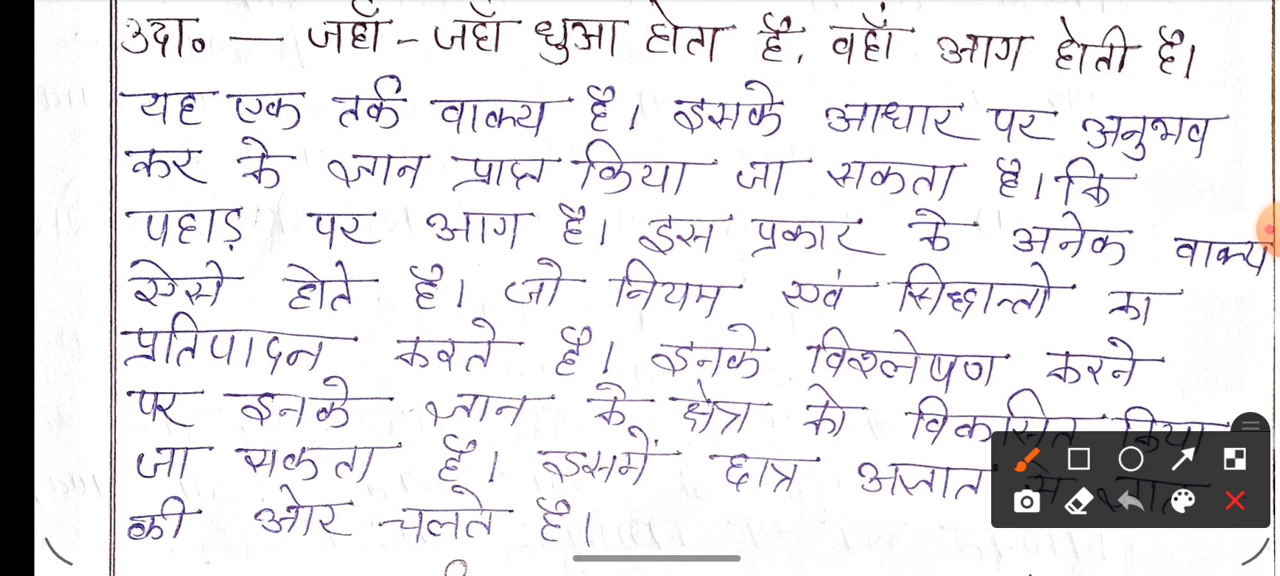 उदा० — जहाँ - जहाँ धुआ होता है, वहाँ आग होती है।
यह एक तर्क वाक्य है। इसके आधार पर अनुभव
कर के ज्ञान प्राप्त किया जा सकता है। कि
पहाड़ पर आग है। इस प्रकार के अनेक वाक्य
ऐसे होते है। जो नियम एवं सिद्धान्तो का
प्रतिपादन करते है। इनके विश्लेषण करने
पर इनके ज्ञान के क्षेत्र को विकसित किया
जा सकता है। इसमें छात्र अज्ञात से ज्ञात
की ओर चलते है।